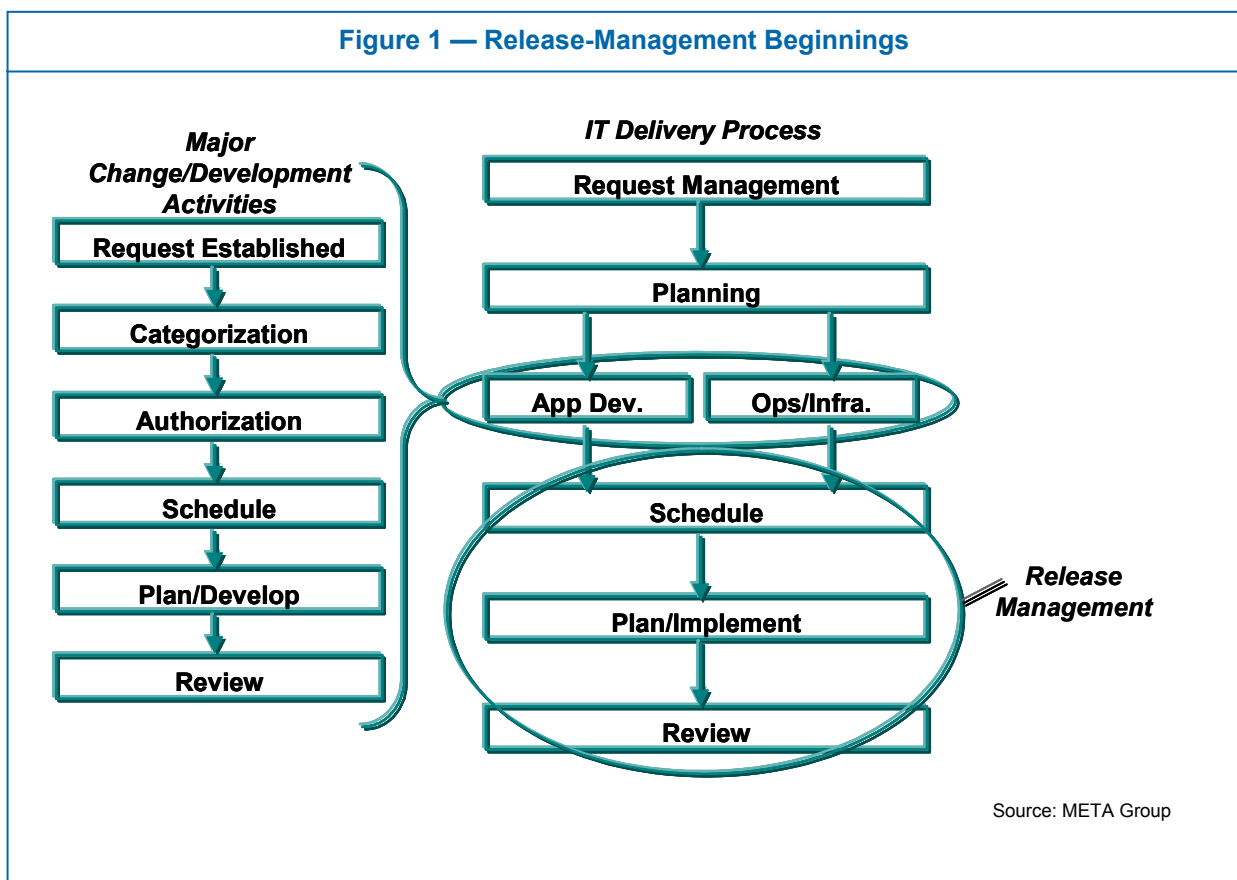 Figure 1 — Release-Management Beginnings
Major
Change/Development
Activities
Request Established
Categorization
Authorization
Schedule
Plan/Develop
Review
IT Delivery Process
Request Management
Planning
App Dev.
Ops/Infra.
Schedule
Plan/Implement
Review
Release
Management
Source: META Group